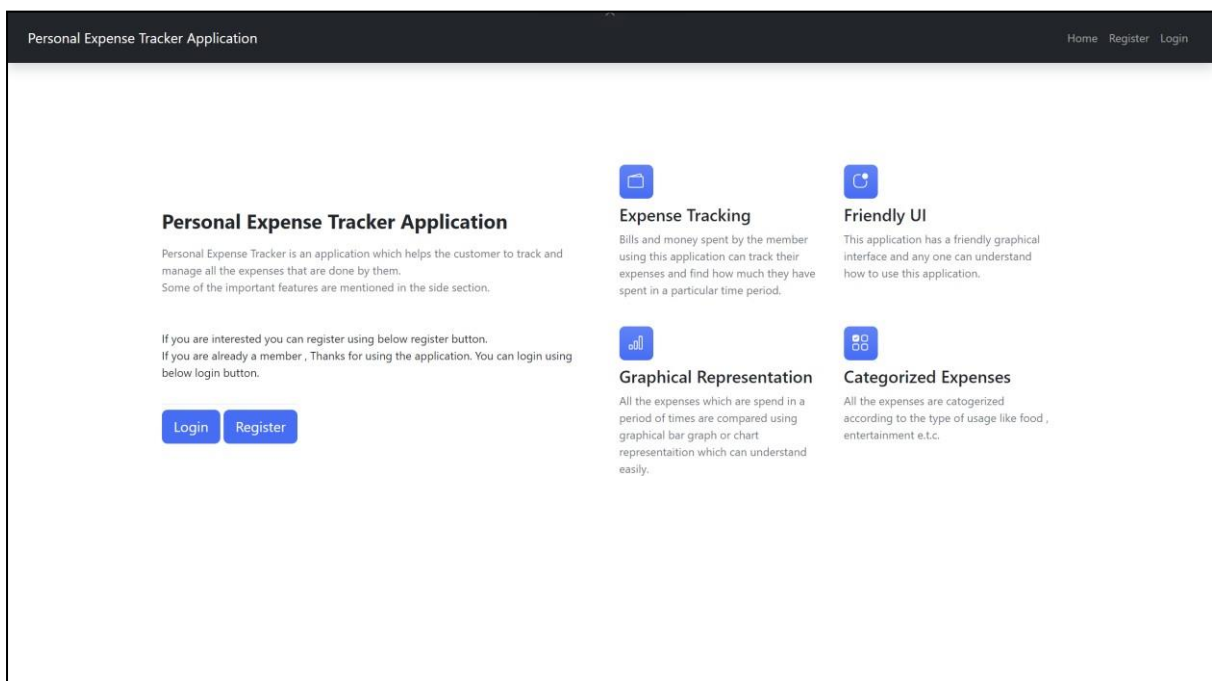 Personal Expense Tracker Application
Home Register Login
Personal Expense Tracker Application
Personal Expense Tracker is an application which helps the customer to track and
manage all the expenses that are done by them.
Some of the important features are mentioned in the side section.
If you are interested you can register using below register button.
If you are already a member , Thanks for using the application. You can login using
below login button.
Login Register
Expense Tracking
Bills and money spent by the member
using this application can track their
expenses and find how much they have
spent in a particular time period.
Friendly UI
This application has a friendly graphical
interface and any one can understand
how to use this application.
Graphical Representation
All the expenses which are spend in a
period of times are compared using
graphical bar graph or chart
representaition which can understand
easily.
Categorized Expenses
All the expenses are catogerized
according to the type of usage like food ,
entertainment e.t.c.